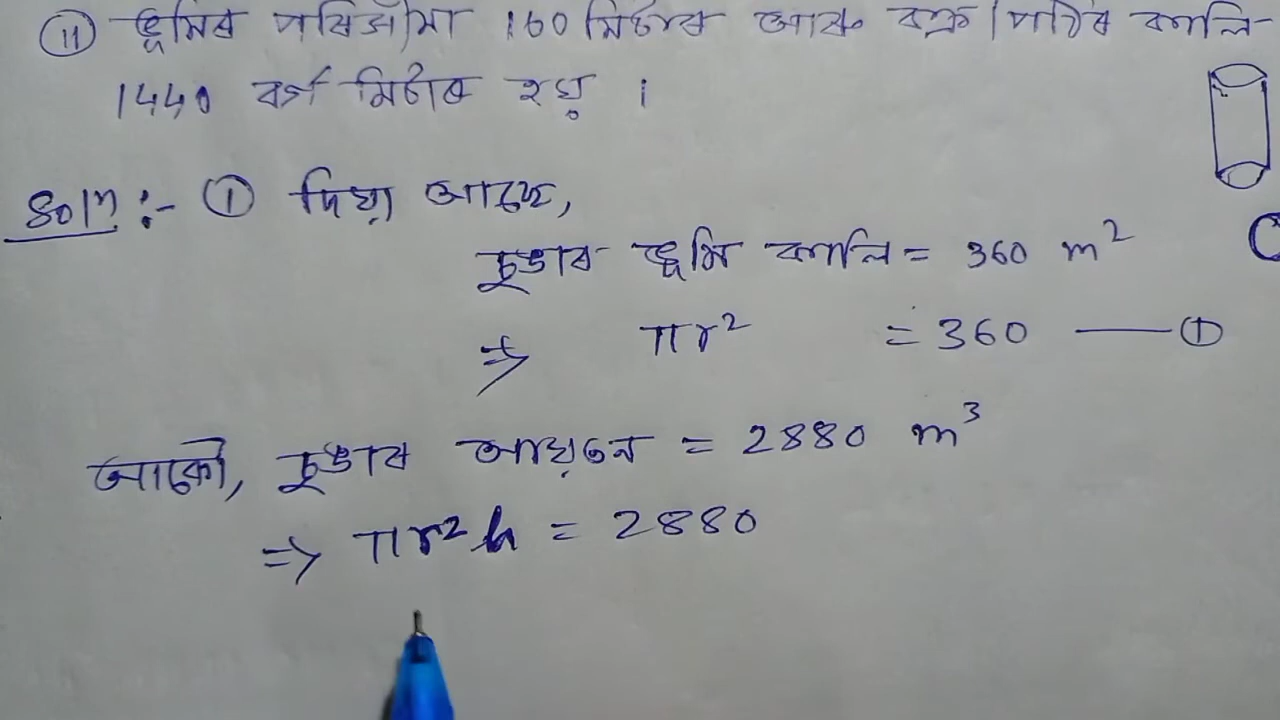 (ii) ভূমিৰ পৰিসীমা 160 মিটাৰ আৰু বক্ৰ পৃষ্ঠৰ কালি
1440 বৰ্গ মিটাৰ হয় ।
Soln :- (i) দিয়া আছে,
চুঙাৰ ভূমি কালি = 360 m²
⇒ πr² = 360 —— (i)
আকৌ, চুঙাৰ আয়তন = 2880 m³
⇒ πr²h = 2880